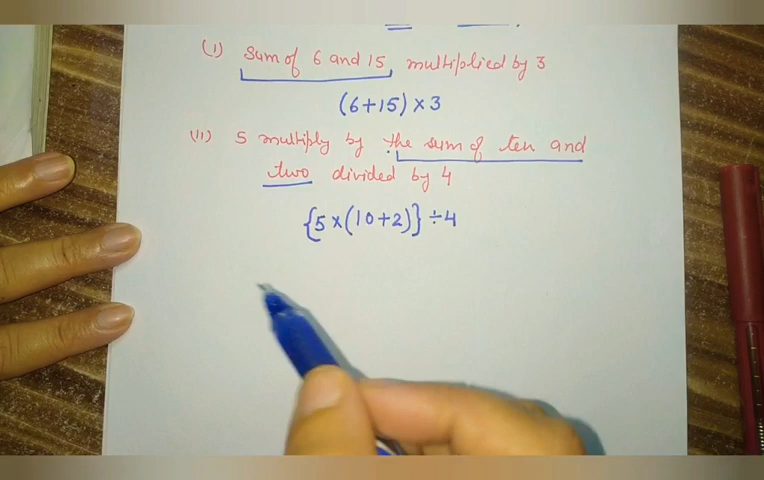 (I) Sum of 6 and 15 multiplied by 3
(6+15) × 3
(II) 5 multiply by the sum of ten and
two divided by 4
{5×(10+2)} ÷4